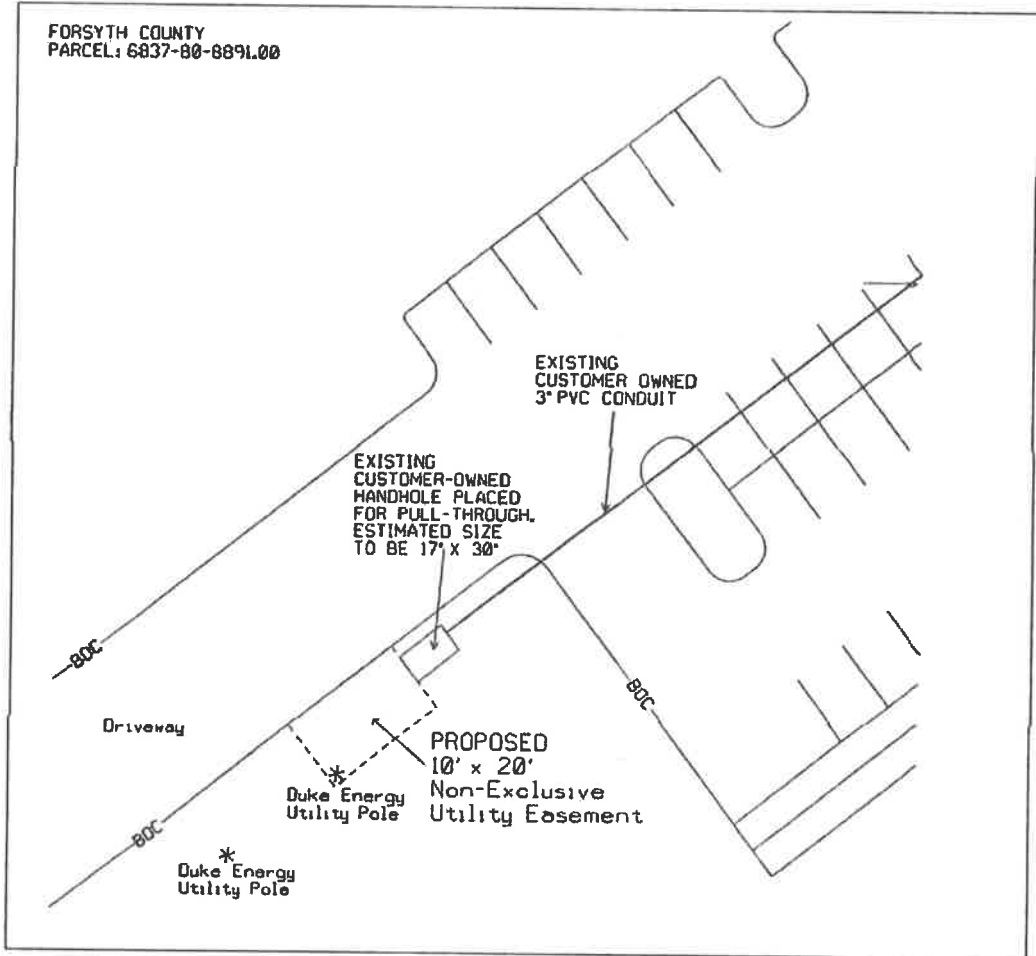 FORSYTH COUNTY
PARCEL: 6837-80-8891.00
EXISTING
CUSTOMER OWNED
3" PVC CONDUIT
EXISTING
CUSTOMER-OWNED
HANDHOLE PLACED
FOR PULL-THROUGH.
ESTIMATED SIZE
TO BE 17" X 30"
BOC
BOC
Driveway
PROPOSED
10' x 20'
Non-Exclusive
Utility Easement
Duke Energy
Utility Pole
BOC
Duke Energy
Utility Pole